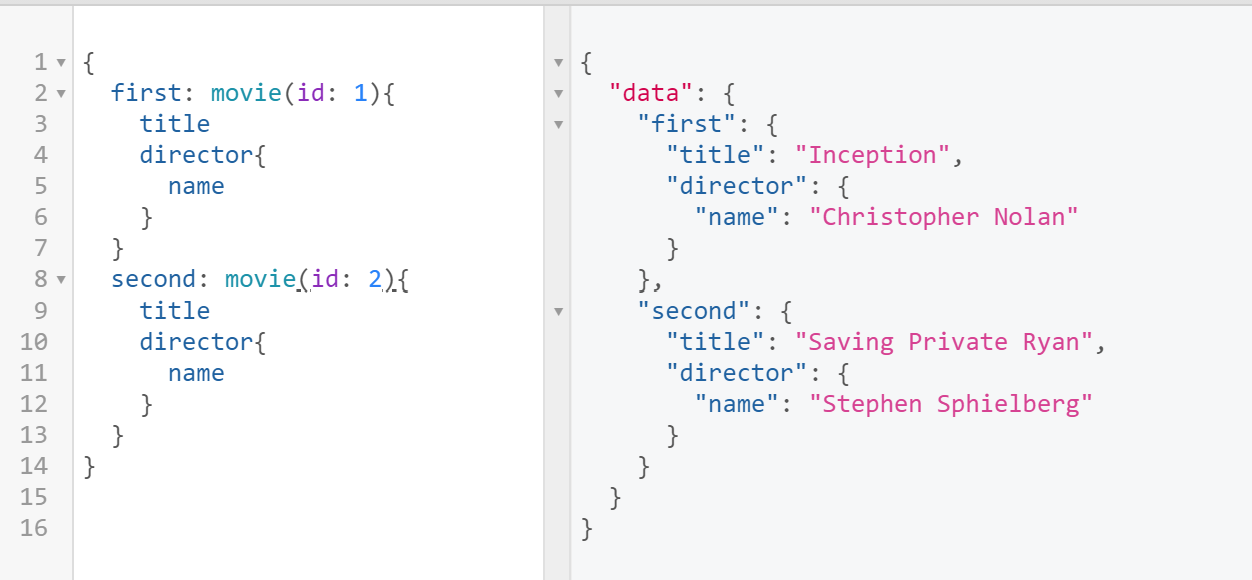 1 {
2   first: movie(id: 1){
3     title
4     director{
5       name
6     }
7   }
8   second: movie(id: 2){
9     title
10     director{
11       name
12     }
13   }
14 }
15
16
{
  "data": {
    "first": {
      "title": "Inception",
      "director": {
        "name": "Christopher Nolan"
      }
    },
    "second": {
      "title": "Saving Private Ryan",
      "director": {
        "name": "Stephen Sphielberg"
      }
    }
  }
}